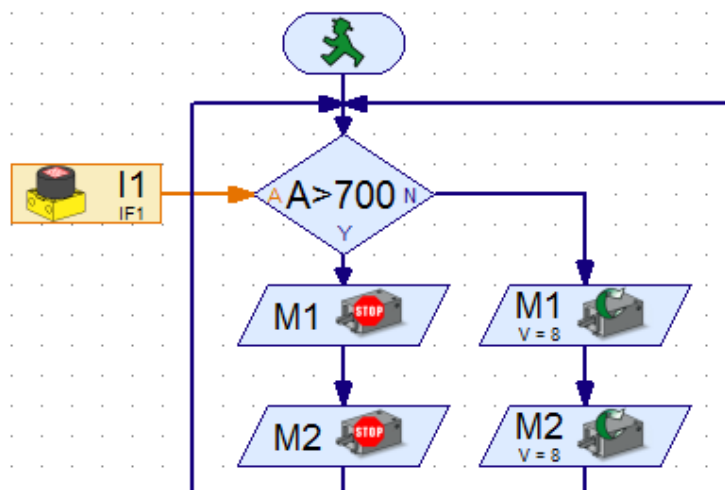 I1
IF1
A A>700 N
Y
M1 STOP
M1
V = 8
M2 STOP
M2
V = 8